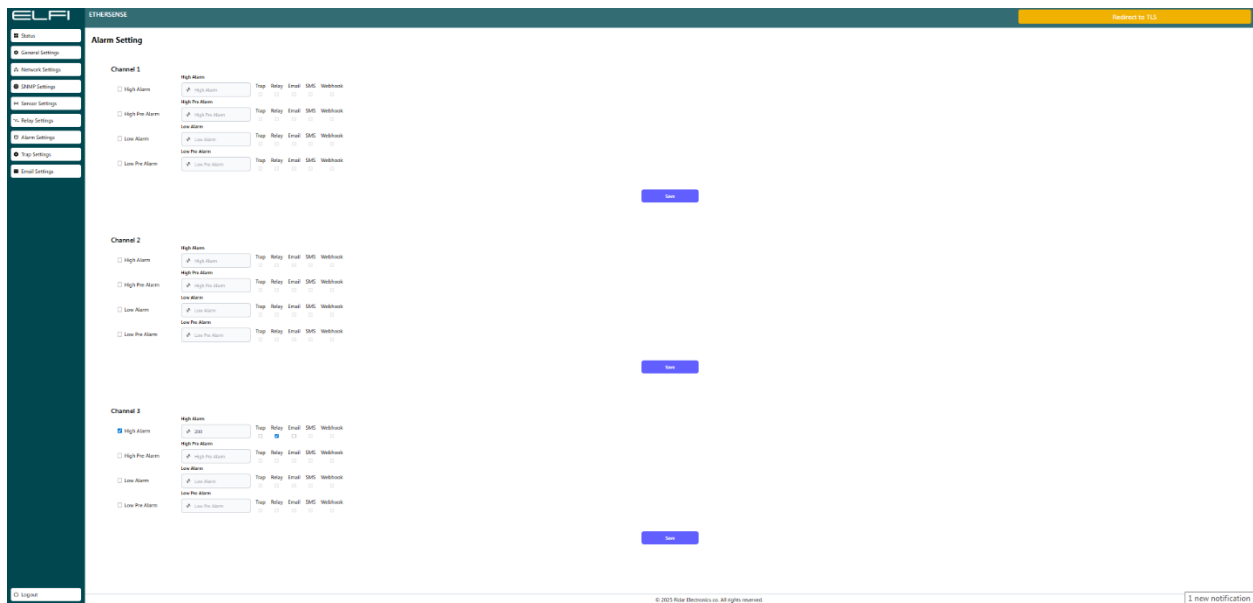 ELFI
ETHERSENSE
Redirect to TLS
Status
General Settings
Network Settings
SNMP Settings
Sensor Settings
Relay Settings
Alarm Settings
Trap Settings
Email Settings
Logout
Alarm Setting
Channel 1
High Alarm
High Alarm High Alarm Trap Relay Email SMS Webhook
High Pre Alarm
High Pre Alarm High Pre Alarm Trap Relay Email SMS Webhook
Low Alarm
Low Alarm Low Alarm Trap Relay Email SMS Webhook
Low Pre Alarm
Low Pre Alarm Low Pre Alarm Trap Relay Email SMS Webhook
Save
Channel 2
High Alarm
High Alarm High Alarm Trap Relay Email SMS Webhook
High Pre Alarm
High Pre Alarm High Pre Alarm Trap Relay Email SMS Webhook
Low Alarm
Low Alarm Low Alarm Trap Relay Email SMS Webhook
Low Pre Alarm
Low Pre Alarm Low Pre Alarm Trap Relay Email SMS Webhook
Save
Channel 3
High Alarm
High Alarm Trap Relay Email SMS Webhook
High Pre Alarm
High Pre Alarm High Pre Alarm Trap Relay Email SMS Webhook
Low Alarm
Low Alarm Low Alarm Trap Relay Email SMS Webhook
Low Pre Alarm
Low Pre Alarm Low Pre Alarm Trap Relay Email SMS Webhook
Save
© 2025 Electronics co. All rights reserved.
1 new notification